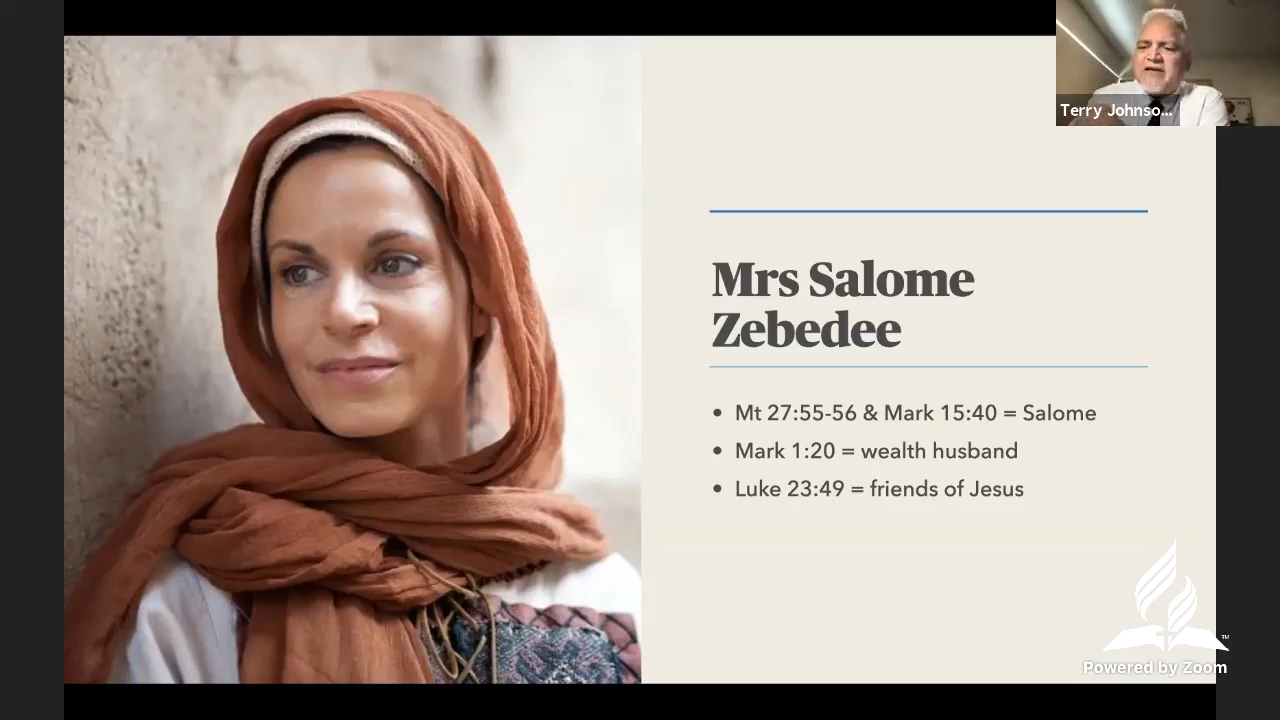 Terry Johnso...
Mrs Salome
Zebedee
• Mt 27:55-56 & Mark 15:40 = Salome
• Mark 1:20 = wealth husband
• Luke 23:49 = friends of Jesus
TM
Powered by Zoom